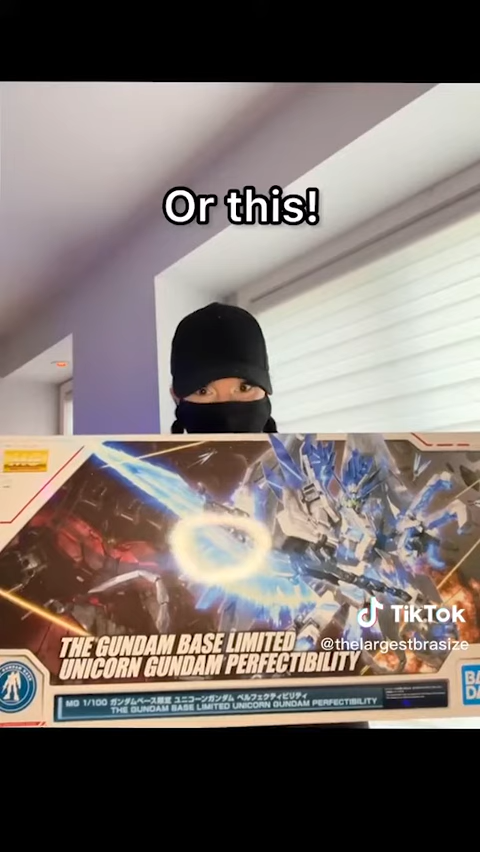 Or this!
THE GUNDAM BASE LIMITED
UNICORN GUNDAM PERFECTIBILITY
TikTok
@thelargestbrasize
MG 1/100 ガンダムベース限定 ユニコーンガンダム ペルフェクティビリティ
THE GUNDAM BASE LIMITED UNICORN GUNDAM PERFECTIBILITY
BA
DA